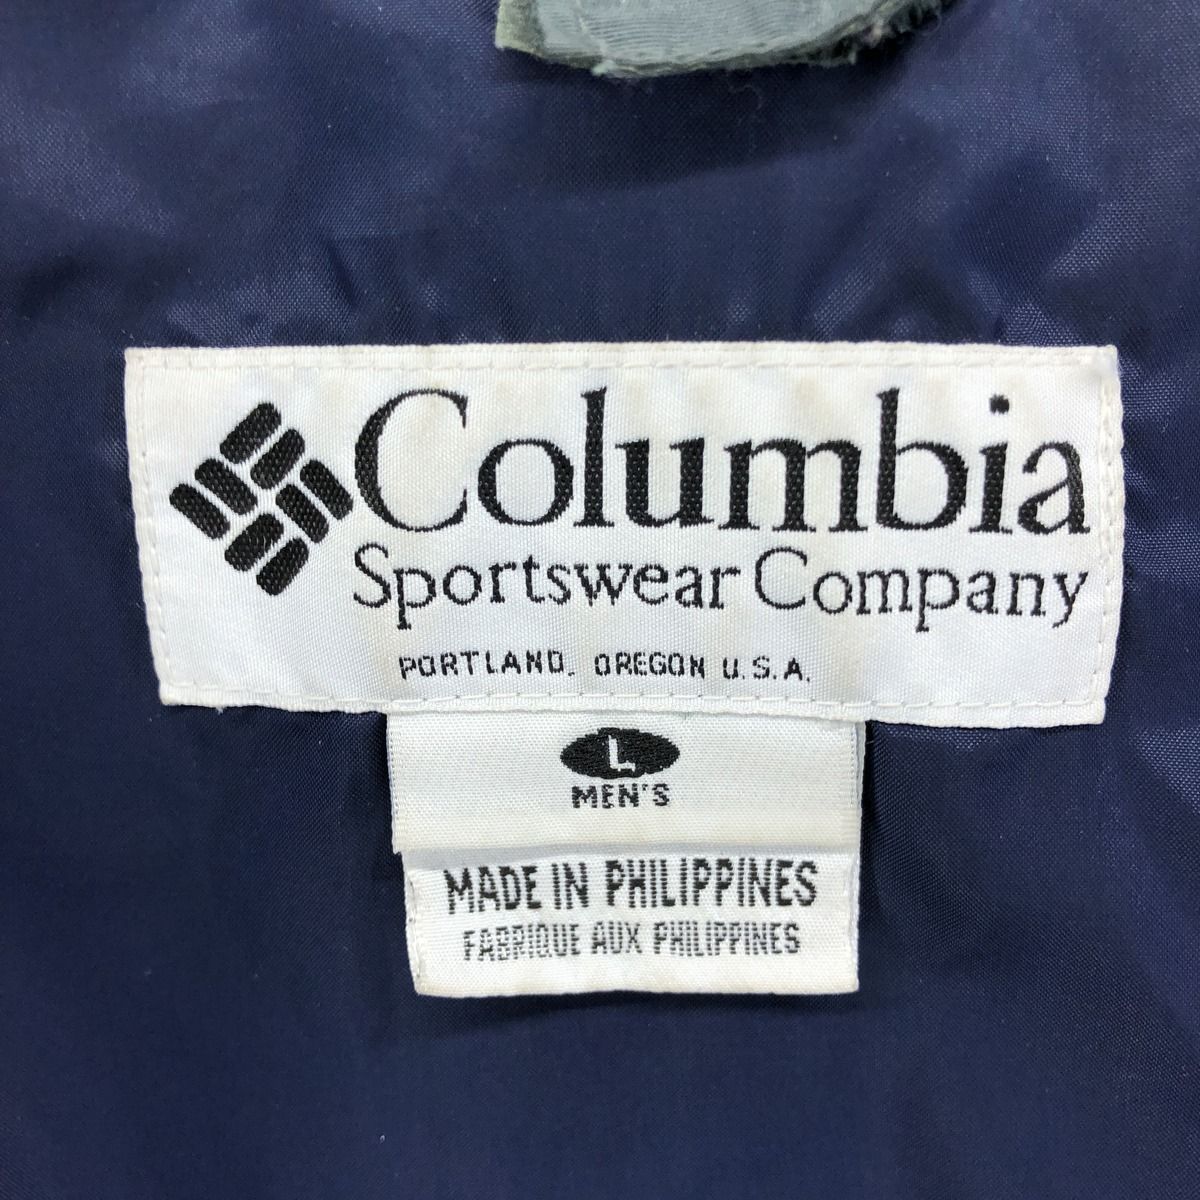 Columbia
Sportswear Company
PORTLAND, OREGON U.S.A.
L
MEN'S
MADE IN PHILIPPINES
FABRIQUE AUX PHILIPPINES